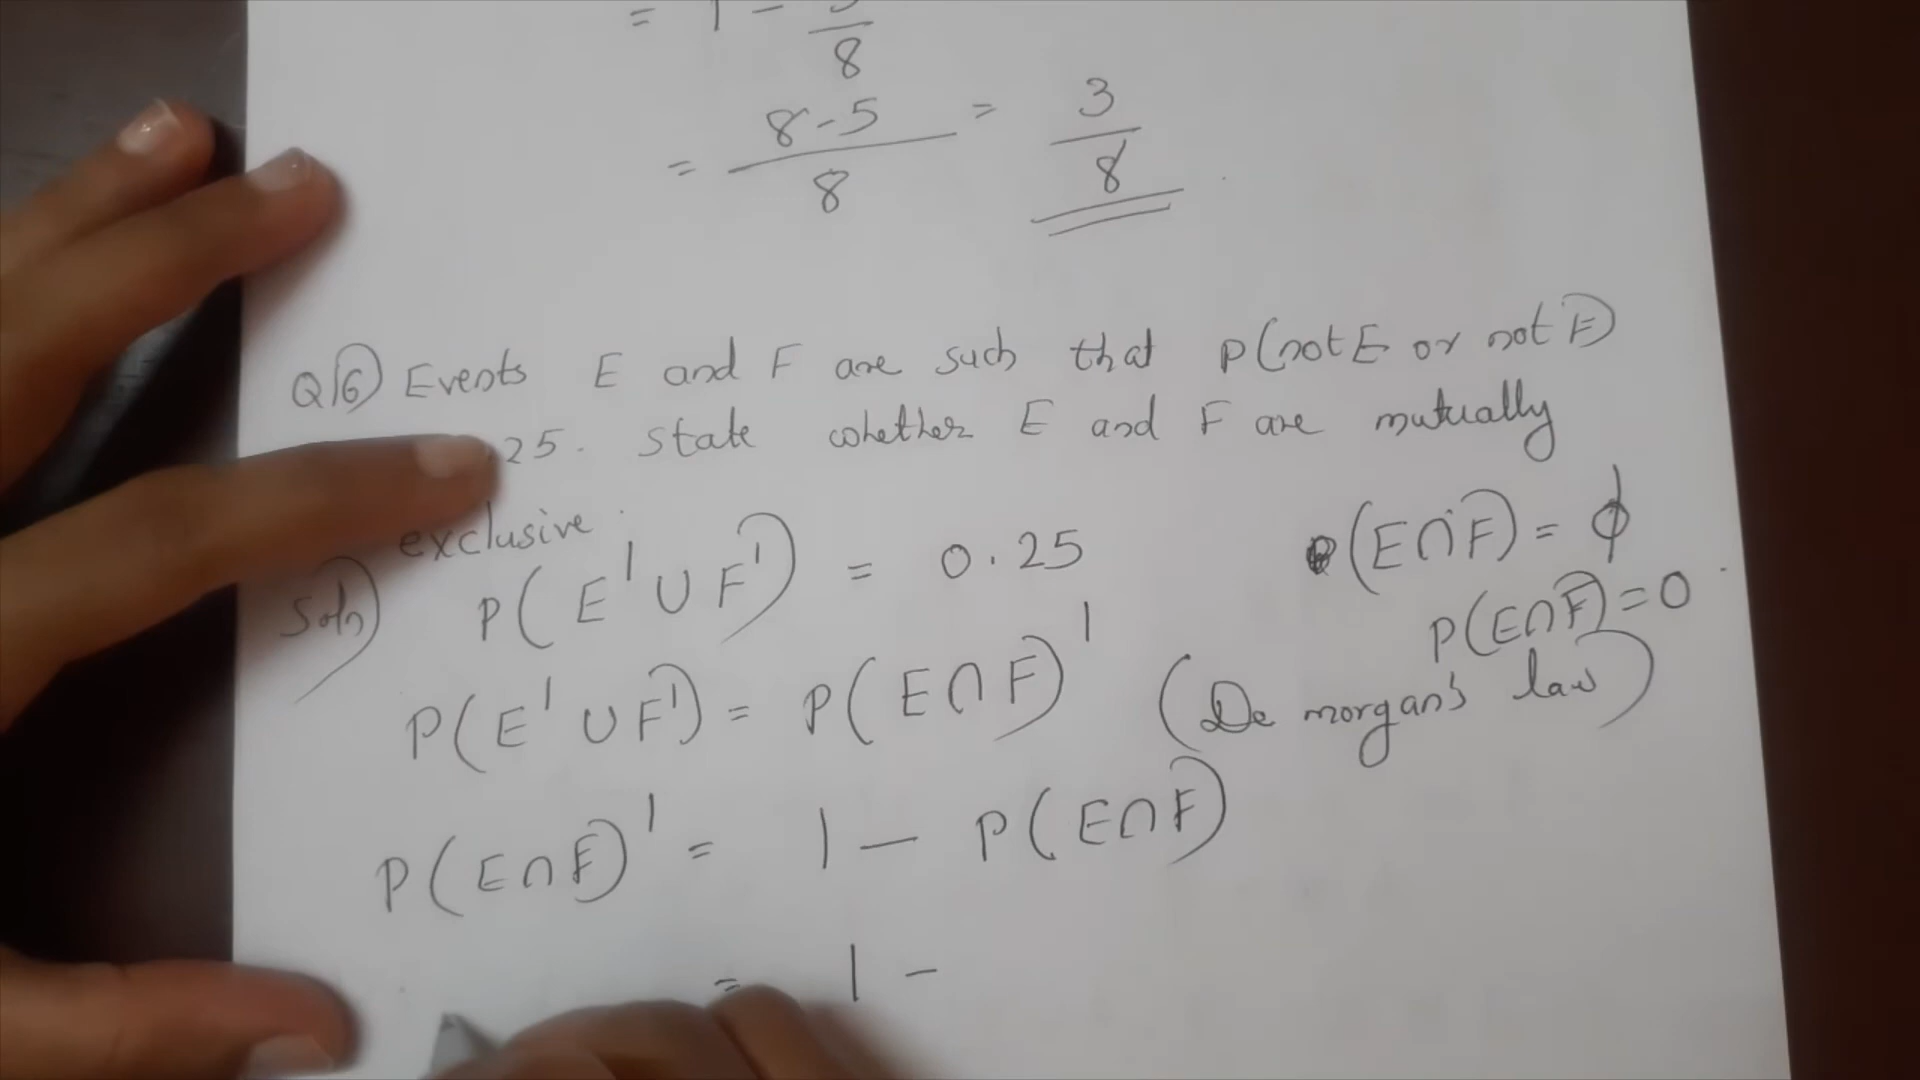 = 1 - 5/8
= 8-5/8 = 3/8
Q16) Events E and F are such that P(not E or not F)
.25. State whether E and F are mutually
exclusive.
Soln) P(E' ∪ F') = 0.25
(E∩F) = ϕ
P(E∩F) = 0
P(E' ∪ F') = P(E∩F)' (De morgan's law)
P(E∩F)' = 1 - P(E∩F)
= 1 -